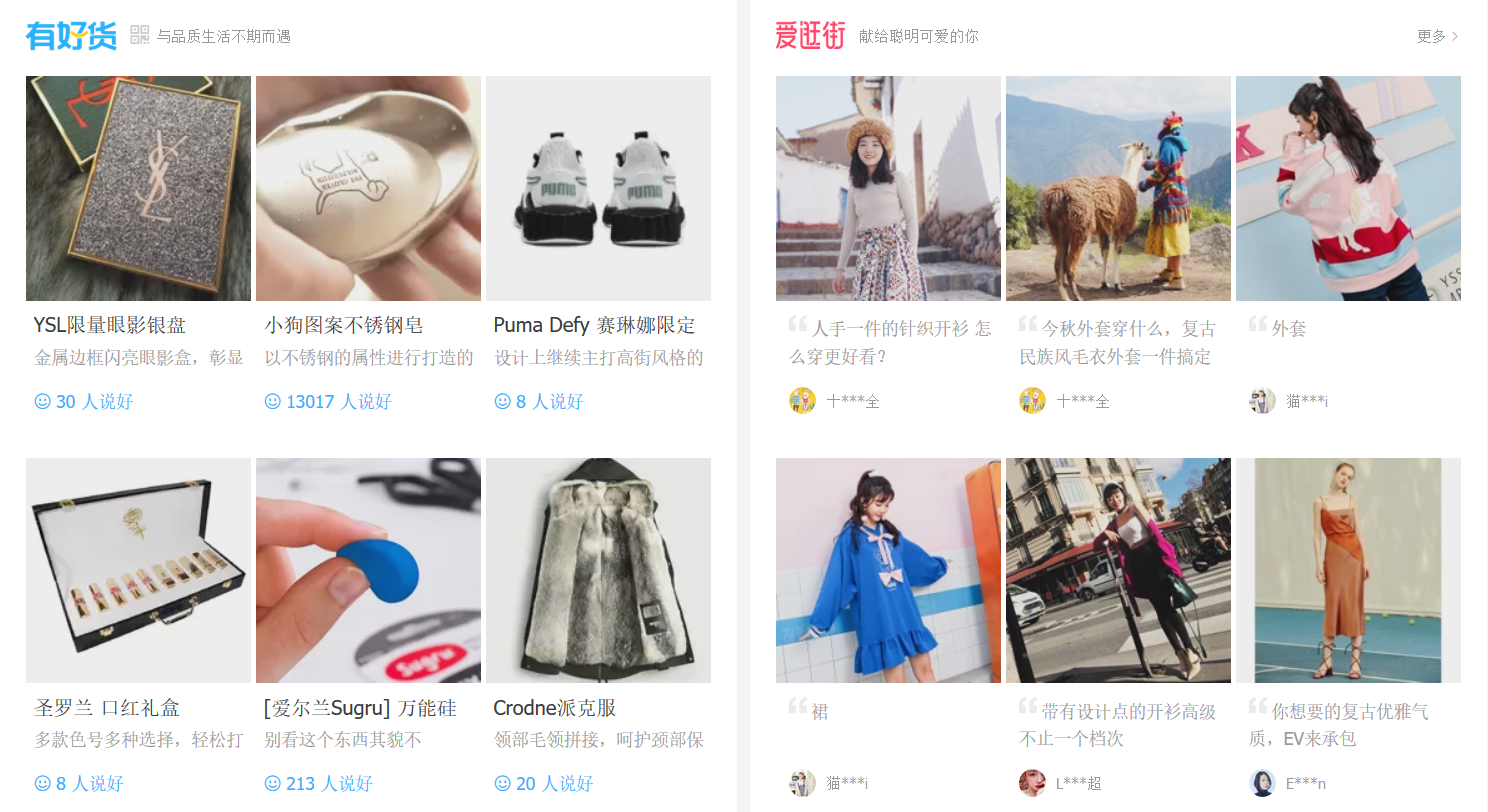 有好货
与品质生活不期而遇
YSL限量眼影银盘
金属边框闪亮眼影盒，彰显
30 人说好
小狗图案不锈钢皂
以不锈钢的属性进行打造的
13017 人说好
PUMA
PUMA
Puma Defy 赛琳娜限定
设计上继续主打高街风格的
8 人说好
圣罗兰 口红礼盒
多款色号多种选择，轻松打
8 人说好
Sugru
[爱尔兰Sugru] 万能硅
别看这个东西其貌不
213 人说好
Crodne派克服
领部毛领拼接，呵护颈部保
20 人说好
爱逛街
献给聪明可爱的你
更多
人手一件的针织开衫 怎
么穿更好看？
十***全
今秋外套穿什么，复古
民族风毛衣外套一件搞定
十***全
外套
猫***i
裙
猫***i
带有设计点的开衫高级
不止一个档次
L***超
你想要的复古优雅气
质，EV来承包
E***n